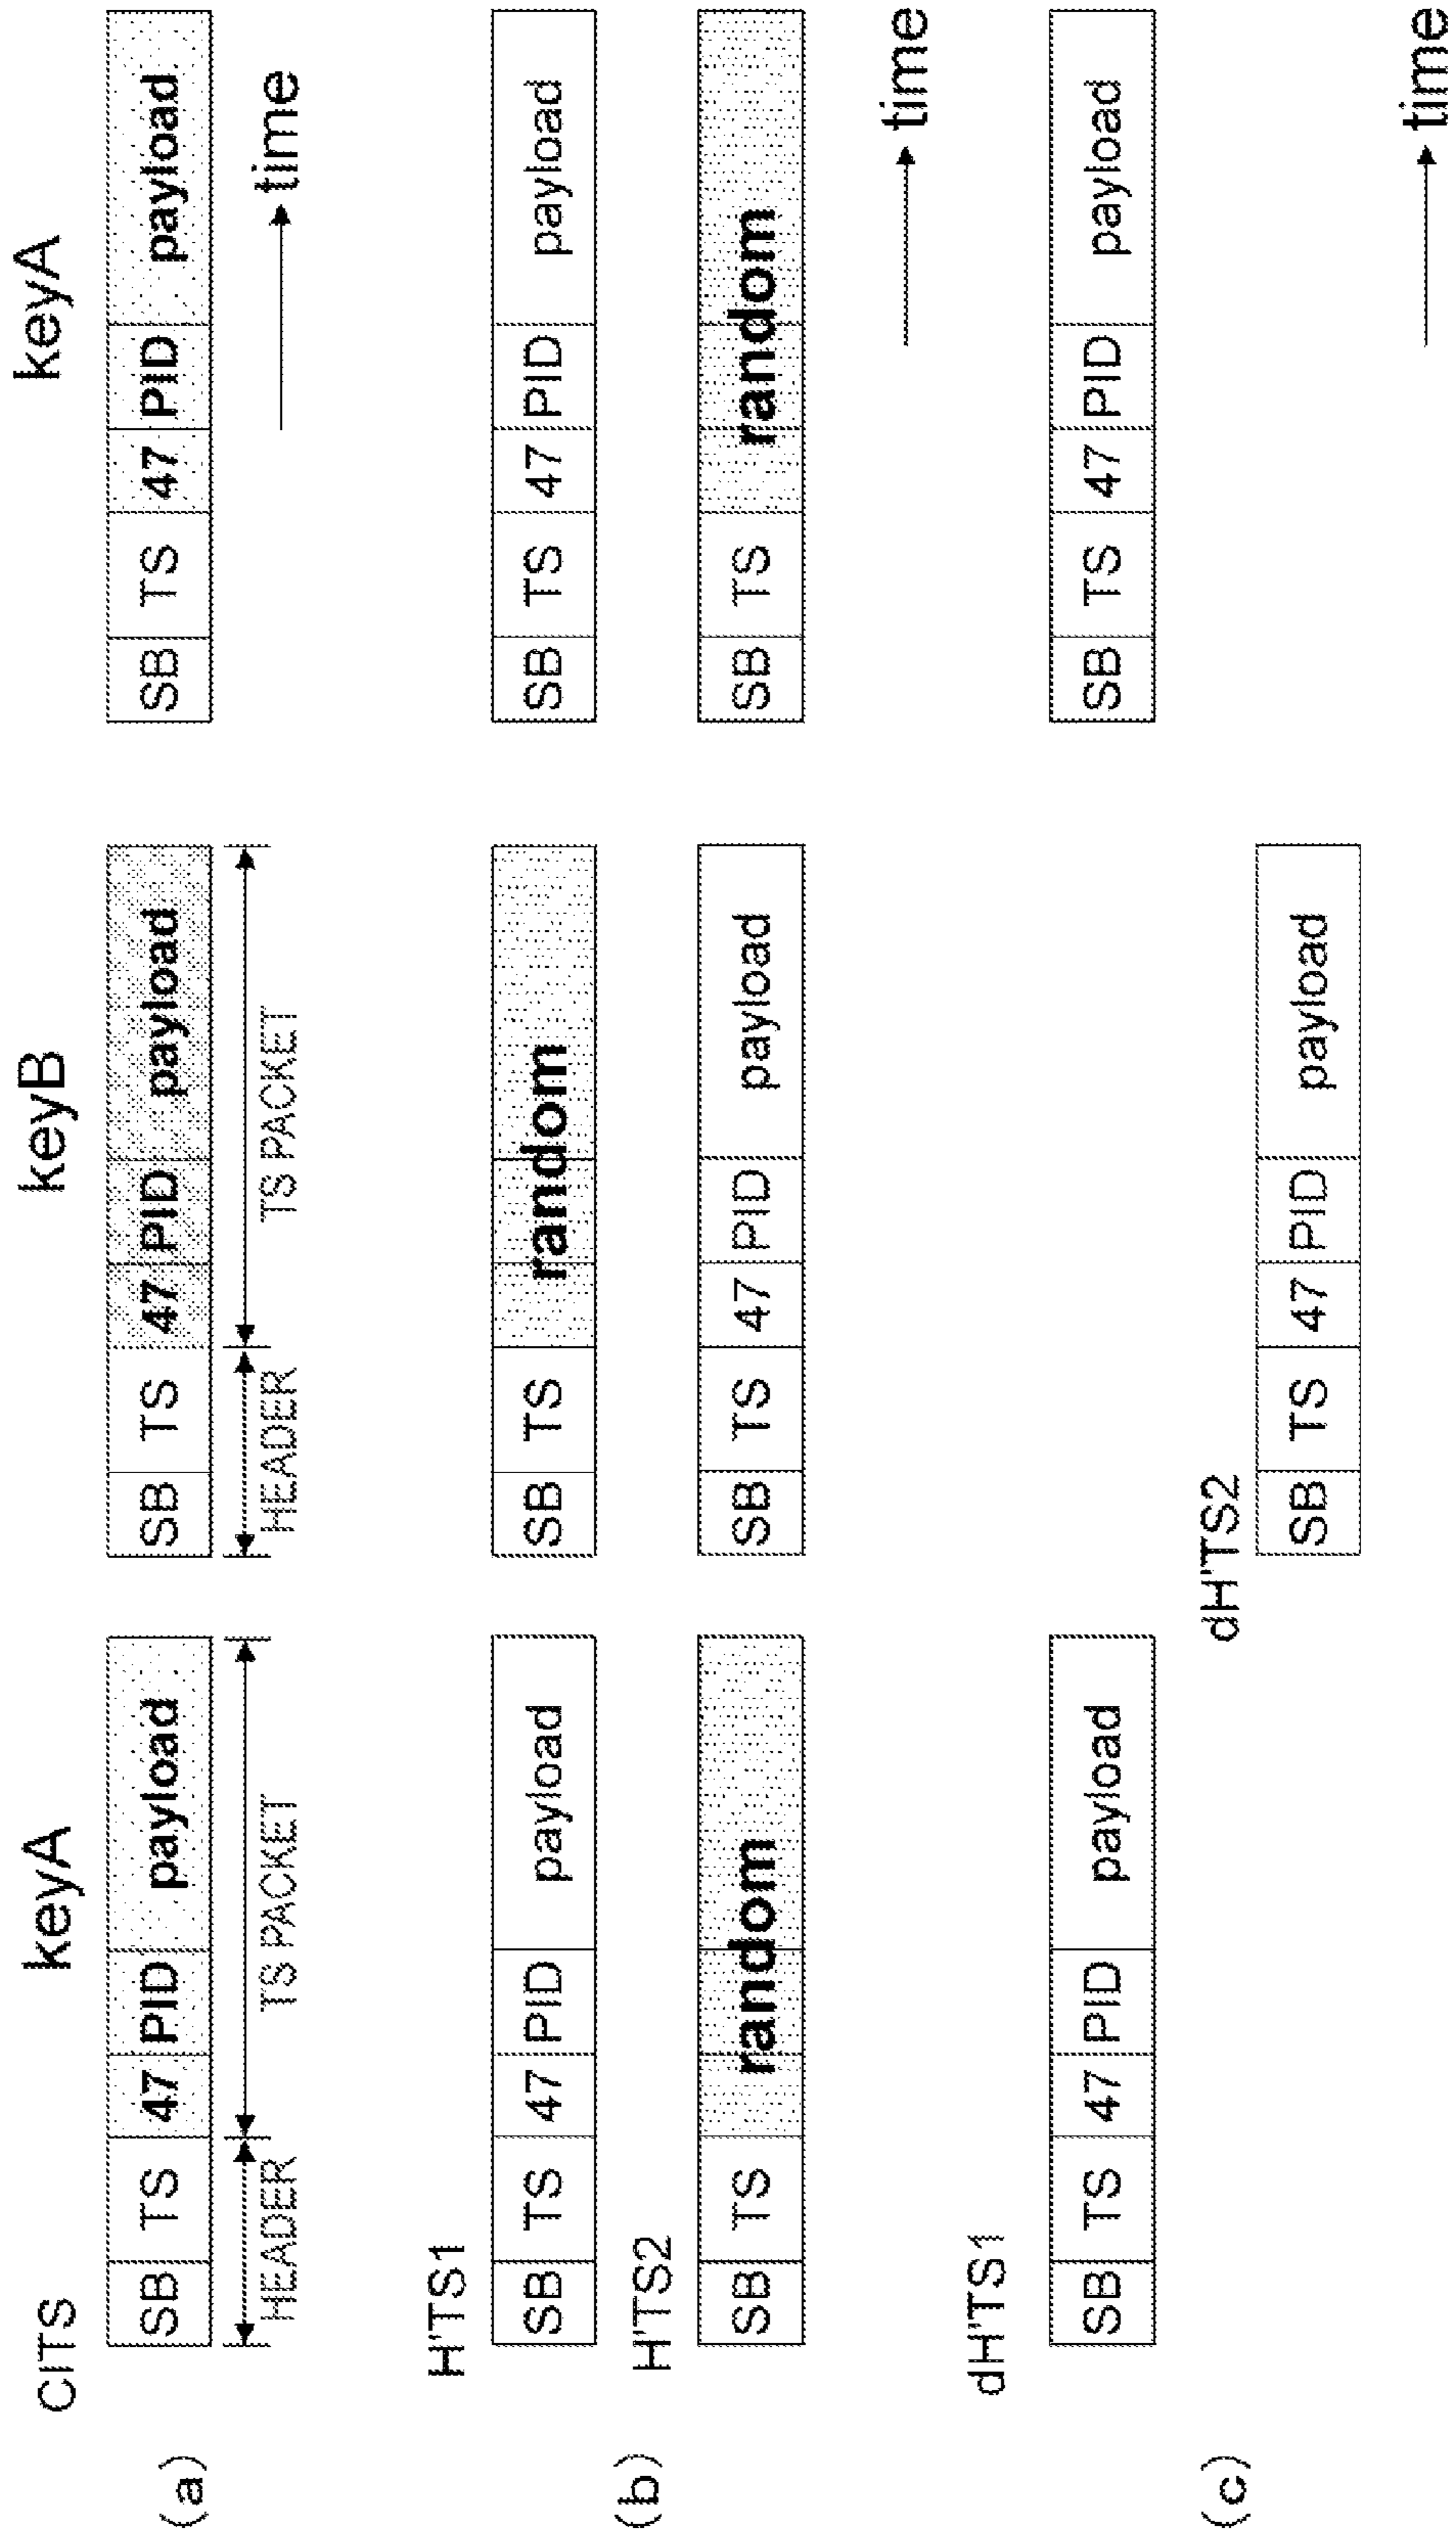 CITS keyA keyB keyA
(a) SB TS 47 PID payload SB TS 47 PID payload SB TS 47 PID payload
HEADER TS PACKET HEADER TS PACKET time
H'TS1
SB TS 47 PID payload SB TS random SB TS 47 PID payload
(b)
H'TS2
SB TS random SB TS 47 PID payload SB TS random
time
dH'TS1
SB TS 47 PID payload SB TS 47 PID payload
(c) dH'TS2
SB TS 47 PID payload
time